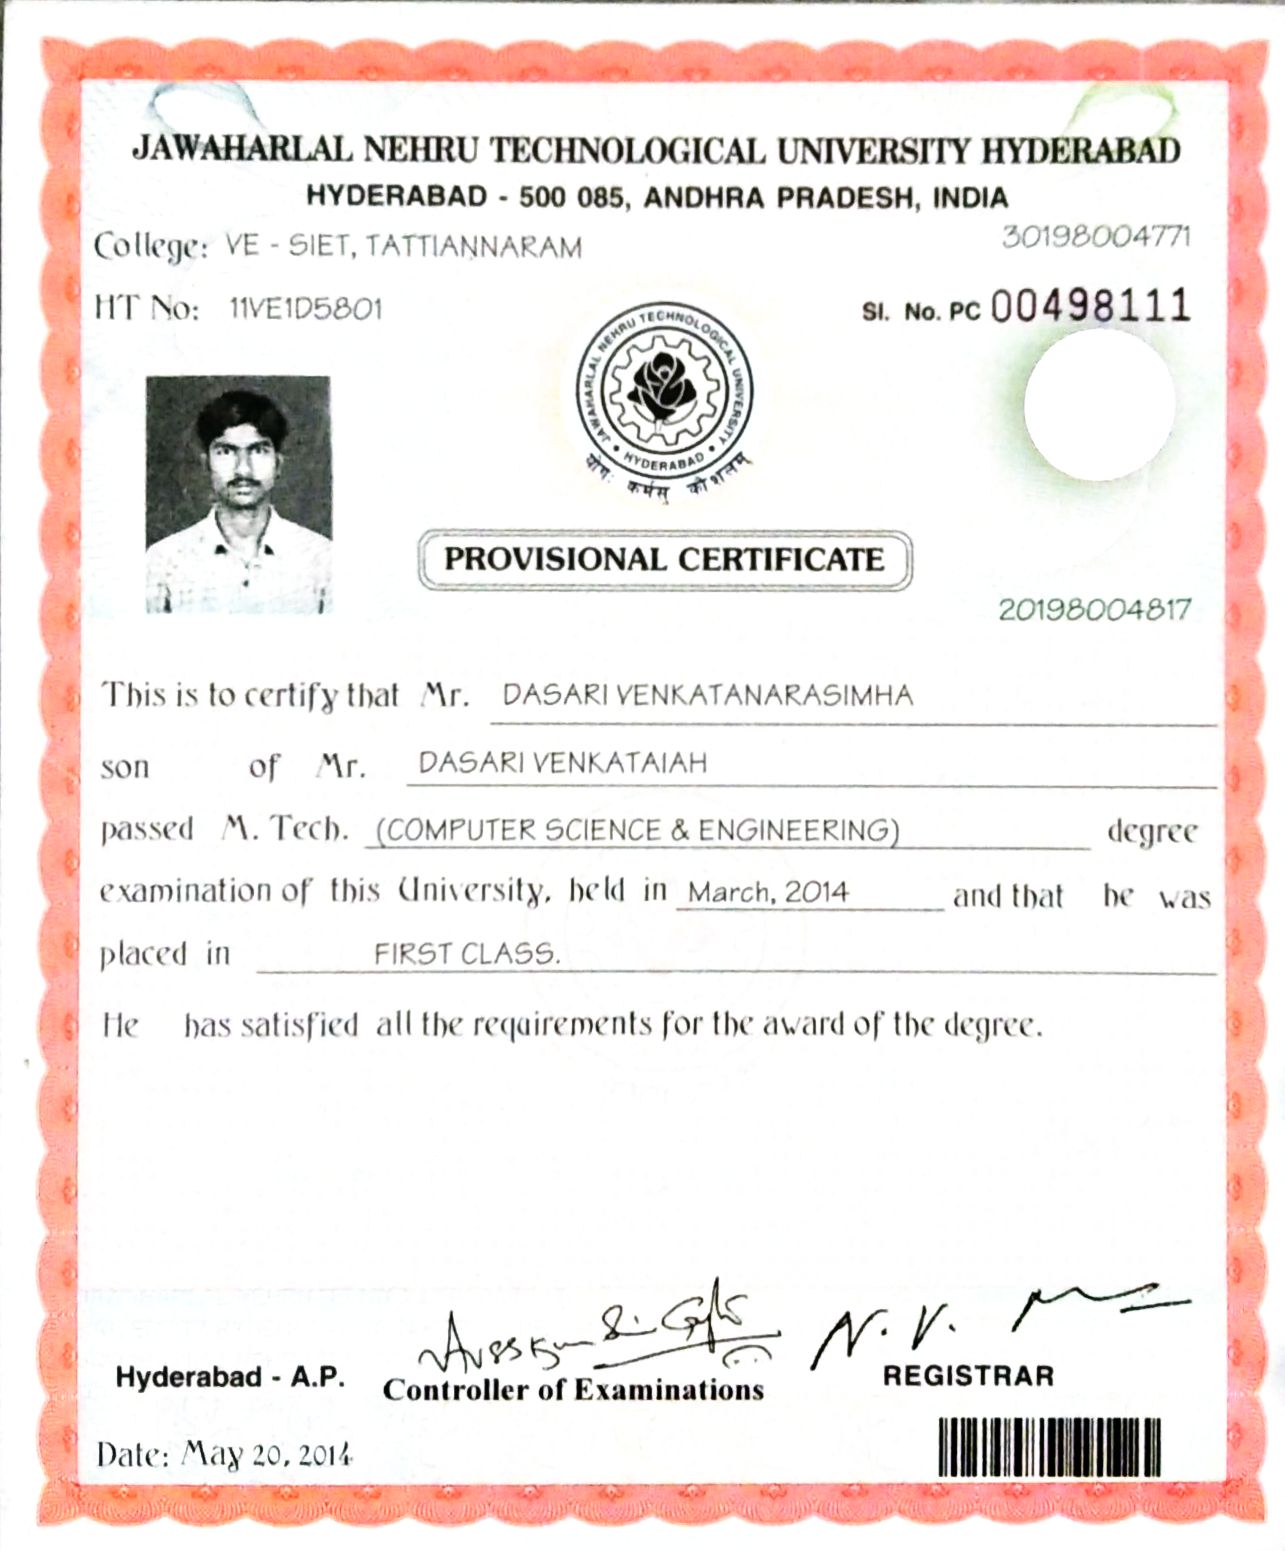 JAWAHARLAL NEHRU TECHNOLOGICAL UNIVERSITY HYDERABAD
HYDERABAD - 500 085, ANDHRA PRADESH, INDIA
College: VE - SIET, TATTIANNARAM
30198004771
HT No: 11VE1D5801
Sl. No. PC 00498111
JAWAHARLAL NEHRU TECHNOLOGICAL UNIVERSITY
• HYDERABAD •
योगः कर्मसु कौशलम्
PROVISIONAL CERTIFICATE
20198004817
This is to certify that Mr. DASARI VENKATANARASIMHA
son of Mr. DASARI VENKATAIAH
passed M. Tech. (COMPUTER SCIENCE & ENGINEERING) degree
examination of this University, held in March, 2014 and that he was
placed in FIRST CLASS.
He has satisfied all the requirements for the award of the degree.
N. V.
Hyderabad - A.P.
Controller of Examinations
REGISTRAR
Date: May 20, 2014